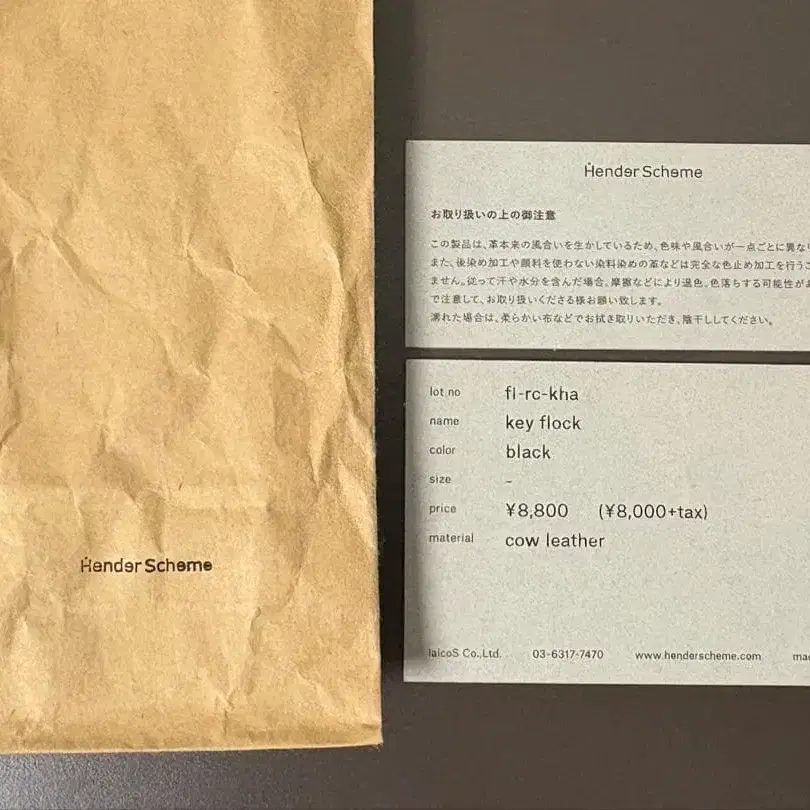 Hender Scheme
Hender Scheme
お取り扱いの上の御注意
この製品は、革本来の風合いを生かしているため、色味や風合いが一点ごとに異な
また、後染め加工や顔料を使わない染料染めの革などは完全な色止め加工を行う
ません。従って汗や水分を含んだ場合、摩擦などにより退色、色落ちする可能性が
で注意して、お取り扱いくださる様お願い致します。
濡れた場合は、柔らかい布などでお拭き取りいただき、陰干ししてください。
lot no fl-rc-kha
name key flock
color black
size -
price ¥8,800 (¥8,000+tax)
material cow leather
laicoS Co.,Ltd. 03-6317-7470 www.henderscheme.com